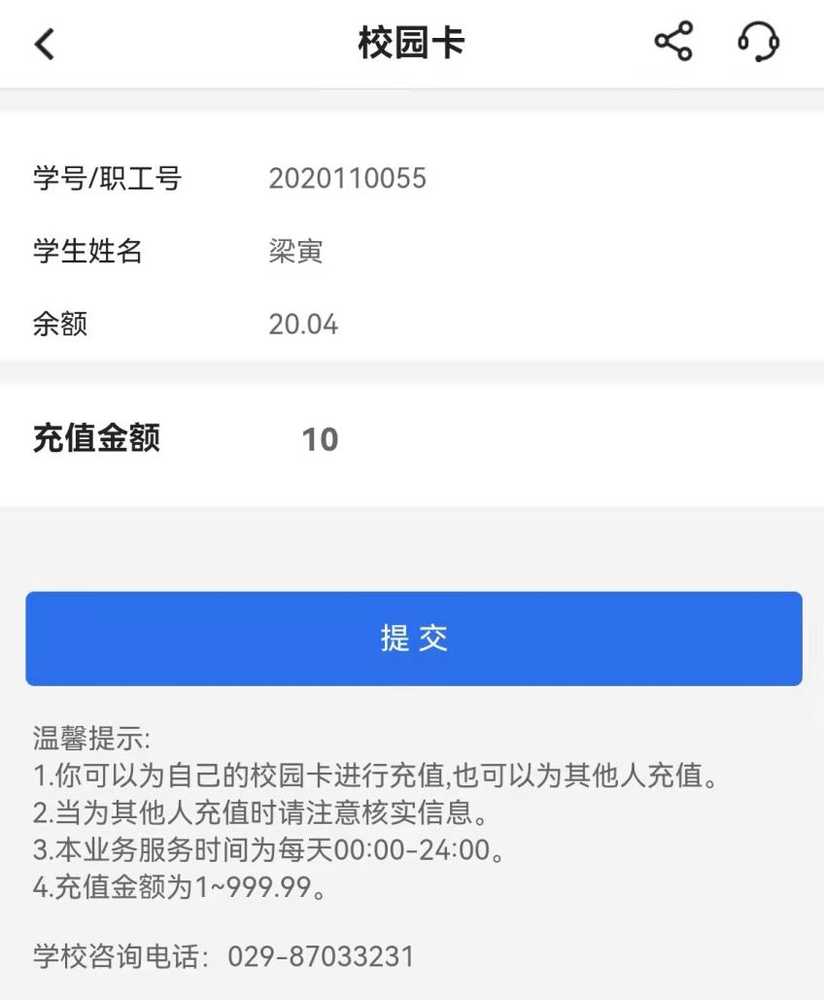 校园卡
学号/职工号 2020110055
学生姓名 梁寅
余额 20.04
充值金额 10
提交
温馨提示:
1.你可以为自己的校园卡进行充值,也可以为其他人充值。
2.当为其他人充值时请注意核实信息。
3.本业务服务时间为每天00:00-24:00。
4.充值金额为1~999.99。
学校咨询电话：029-87033231